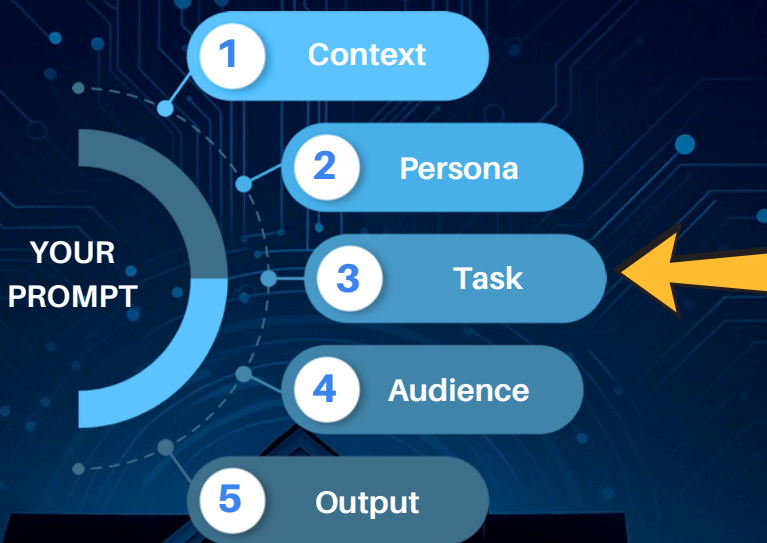 1 Context
2 Persona
YOUR
PROMPT
3 Task
4 Audience
5 Output